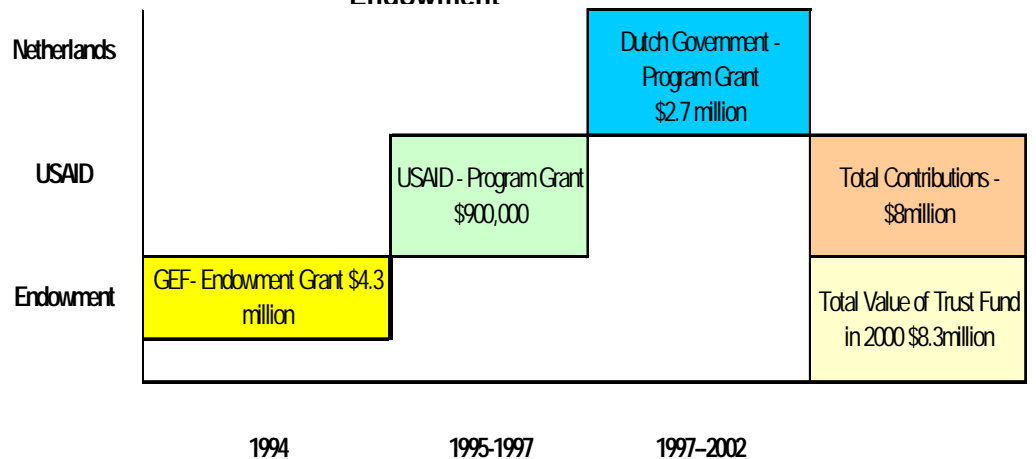 Endowment
Netherlands
Dutch Government -
Program Grant
$2.7 million
USAID
USAID - Program Grant
$900,000
Total Contributions -
$8million
Endowment
GEF- Endowment Grant $4.3
million
Total Value of Trust Fund
in 2000 $8.3million
1994
1995-1997
1997–2002